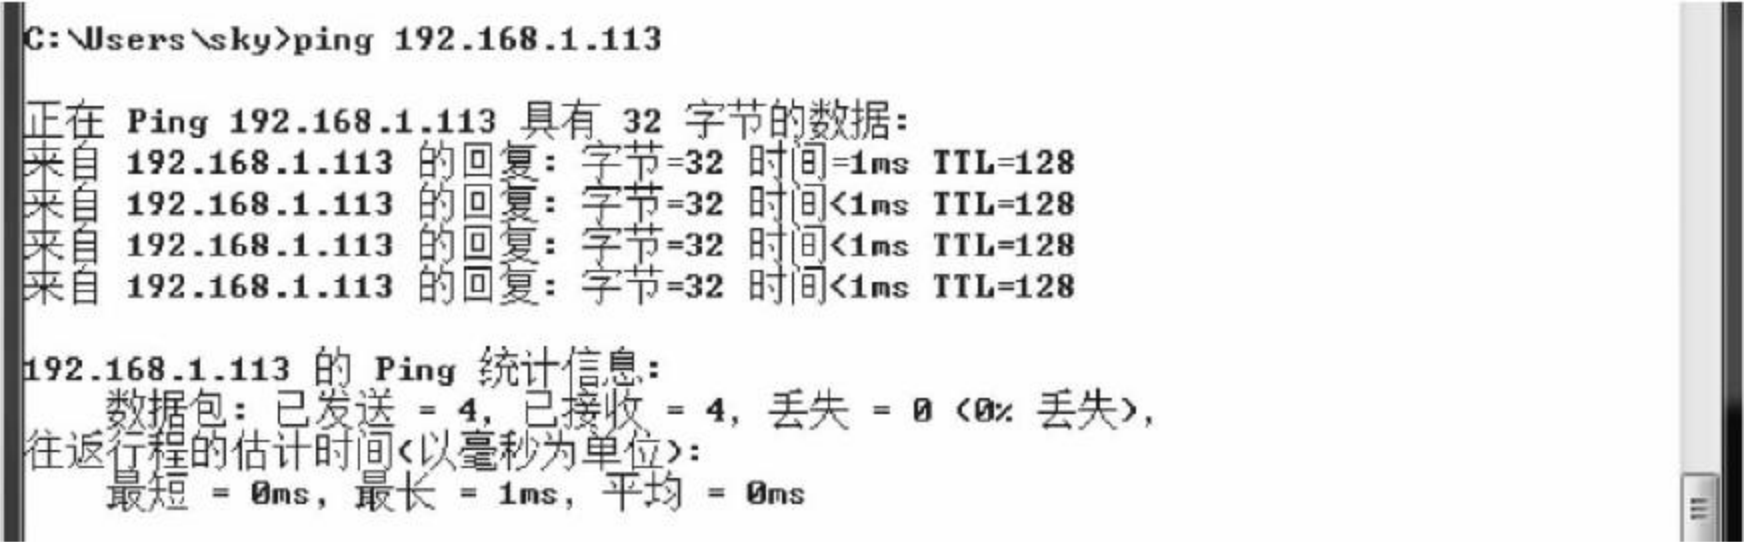 C:\Users\sky>ping 192.168.1.113
正在 Ping 192.168.1.113 具有 32 字节的数据:
来自 192.168.1.113 的回复: 字节=32 时间=1ms TTL=128
来自 192.168.1.113 的回复: 字节=32 时间<1ms TTL=128
来自 192.168.1.113 的回复: 字节=32 时间<1ms TTL=128
来自 192.168.1.113 的回复: 字节=32 时间<1ms TTL=128
192.168.1.113 的 Ping 统计信息:
数据包: 已发送 = 4, 已接收 = 4, 丢失 = 0 (0% 丢失),
往返行程的估计时间(以毫秒为单位):
最短 = 0ms, 最长 = 1ms, 平均 = 0ms